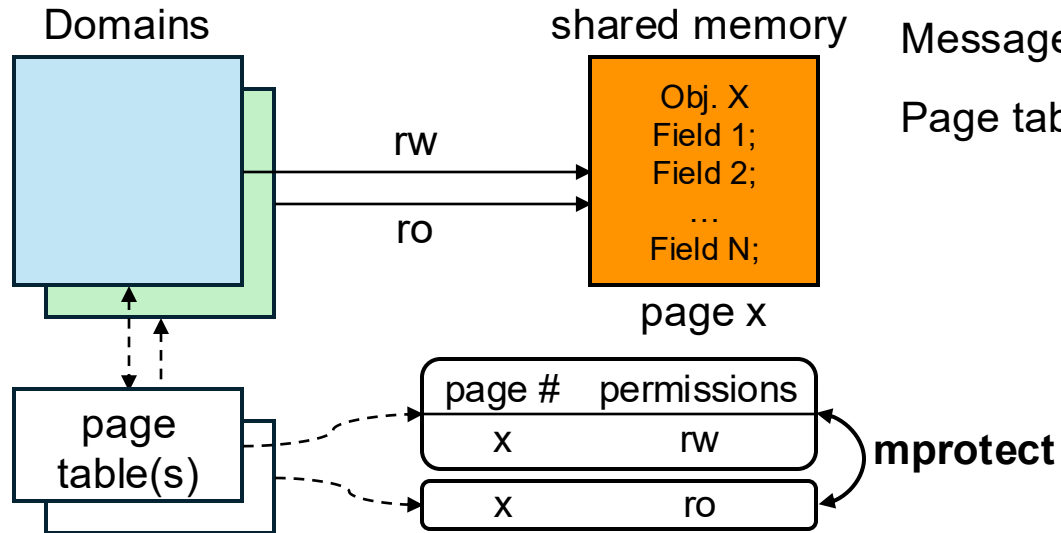 Domains
shared memory
Message
Page tab
Obj. X
Field 1;
Field 2;
…
Field N;
rw
ro
page x
page
table(s)
page # permissions
x rw
x ro
mprotect